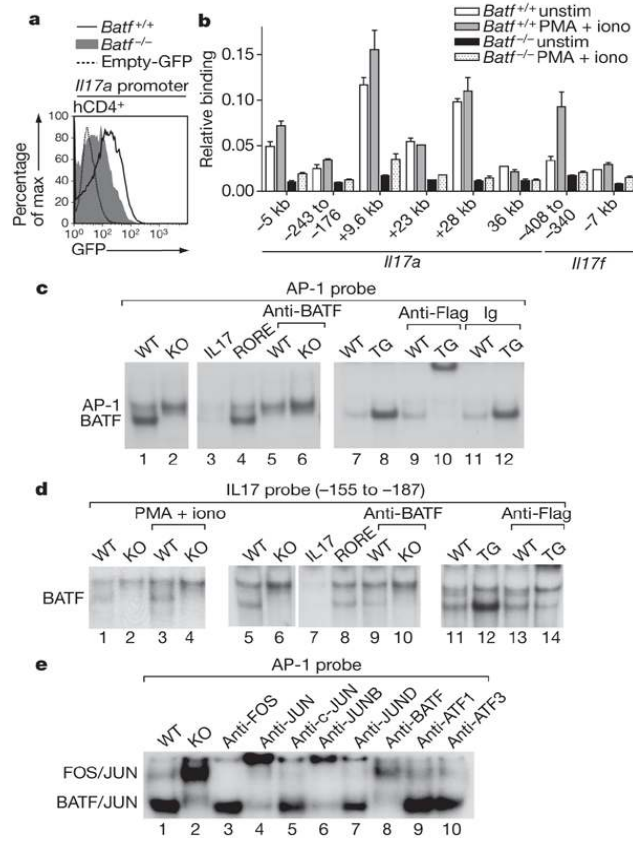 a
Batf+/+
Batf−/−
Empty-GFP
Il17a promoter
hCD4+
Percentage of max
100
80
60
40
20
0
10⁰ 10¹ 10² 10³ 10⁴
GFP
b
Batf+/+ unstim
Batf+/+ PMA + iono
Batf−/− unstim
Batf−/− PMA + iono
Relative binding
0.15
0.10
0.05
0.00
−5 kb
−243 to −176
+9.6 kb
+23 kb
+28 kb
36 kb
−408 to −340
−7 kb
Il17a Il17f
c
AP-1 probe
Anti-BATF Anti-Flag Ig
WT KO IL17 RORE WT KO WT TG WT TG WT TG
AP-1
BATF
1 2 3 4 5 6 7 8 9 10 11 12
d
IL17 probe (−155 to −187)
PMA + iono Anti-BATF Anti-Flag
WT KO WT KO WT KO IL17 RORE WT KO WT TG WT TG
BATF
1 2 3 4 5 6 7 8 9 10 11 12 13 14
e
AP-1 probe
WT KO Anti-FOS Anti-JUN Anti-c-JUN Anti-JUNB Anti-JUND Anti-BATF Anti-ATF1 Anti-ATF3
FOS/JUN
BATF/JUN
1 2 3 4 5 6 7 8 9 10